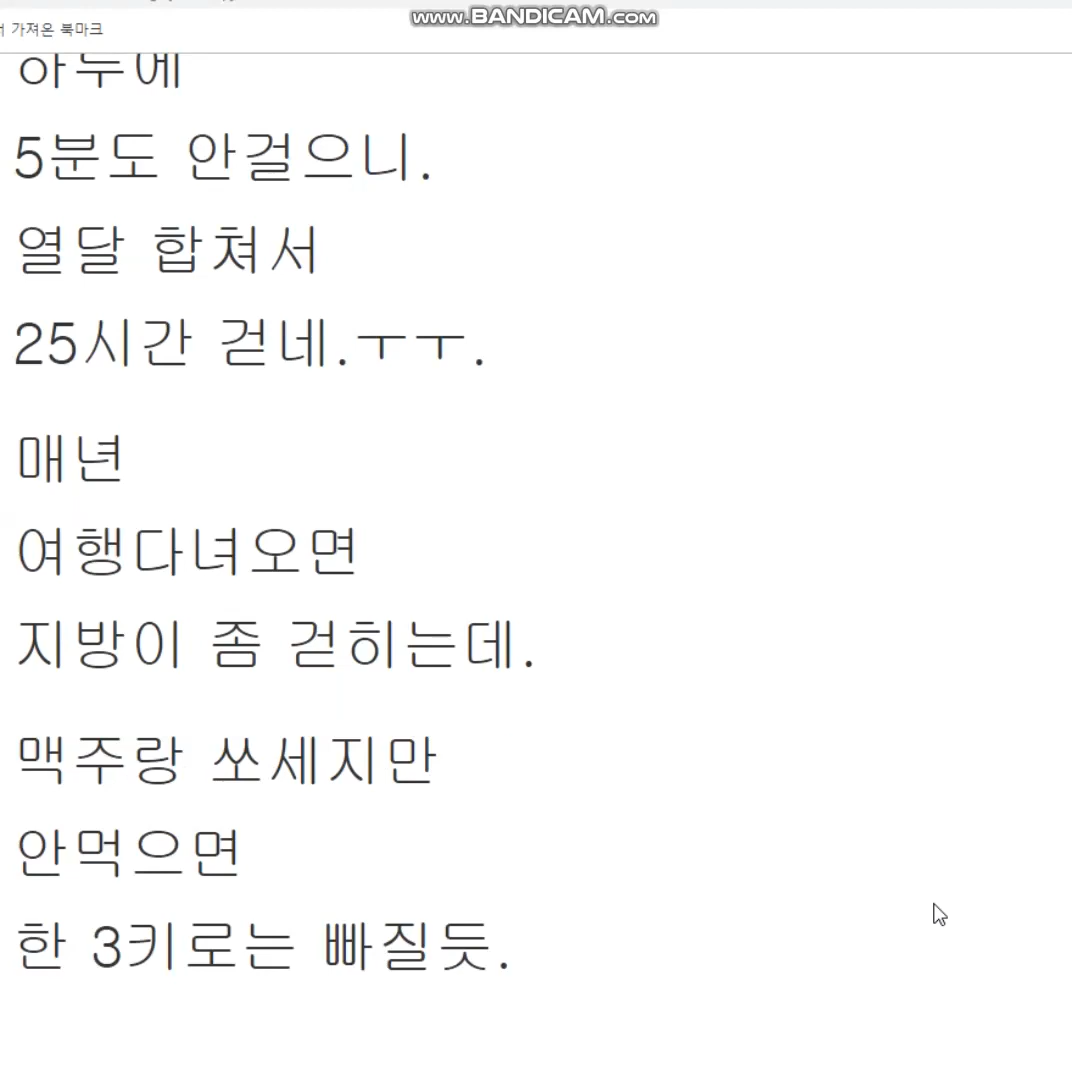 www.BANDICAM.com
가져온 북마크
하루에
5분도 안걸으니.
열달 합쳐서
25시간 걷네.ㅜㅜ.
매년
여행다녀오면
지방이 좀 걷히는데.
맥주랑 쏘세지만
안먹으면
한 3키로는 빠질듯.